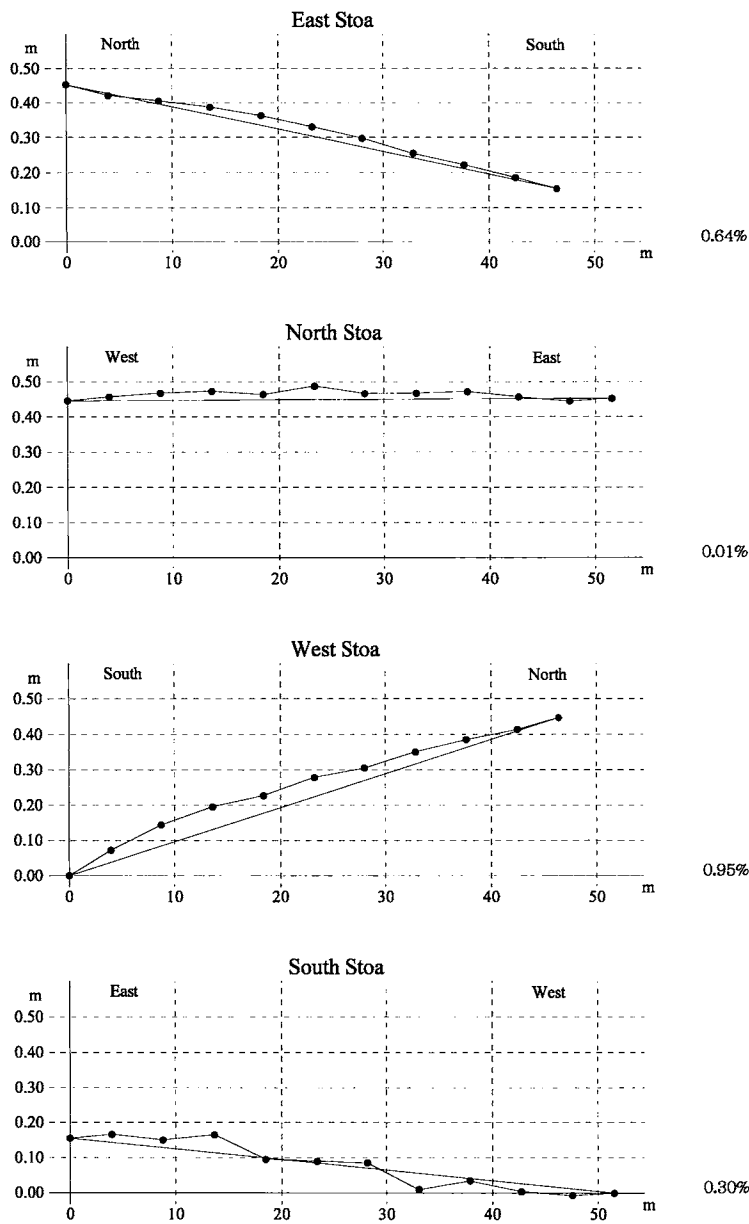 East Stoa
m
North South
0.50
0.40
0.30
0.20
0.10
0.00
0.64%
0 10 20 30 40 50 m
North Stoa
m
West East
0.50
0.40
0.30
0.20
0.10
0.00
0.01%
0 10 20 30 40 50 m
West Stoa
m
South North
0.50
0.40
0.30
0.20
0.10
0.00
0.95%
0 10 20 30 40 50 m
South Stoa
m
East West
0.50
0.40
0.30
0.20
0.10
0.00
0.30%
0 10 20 30 40 50 m